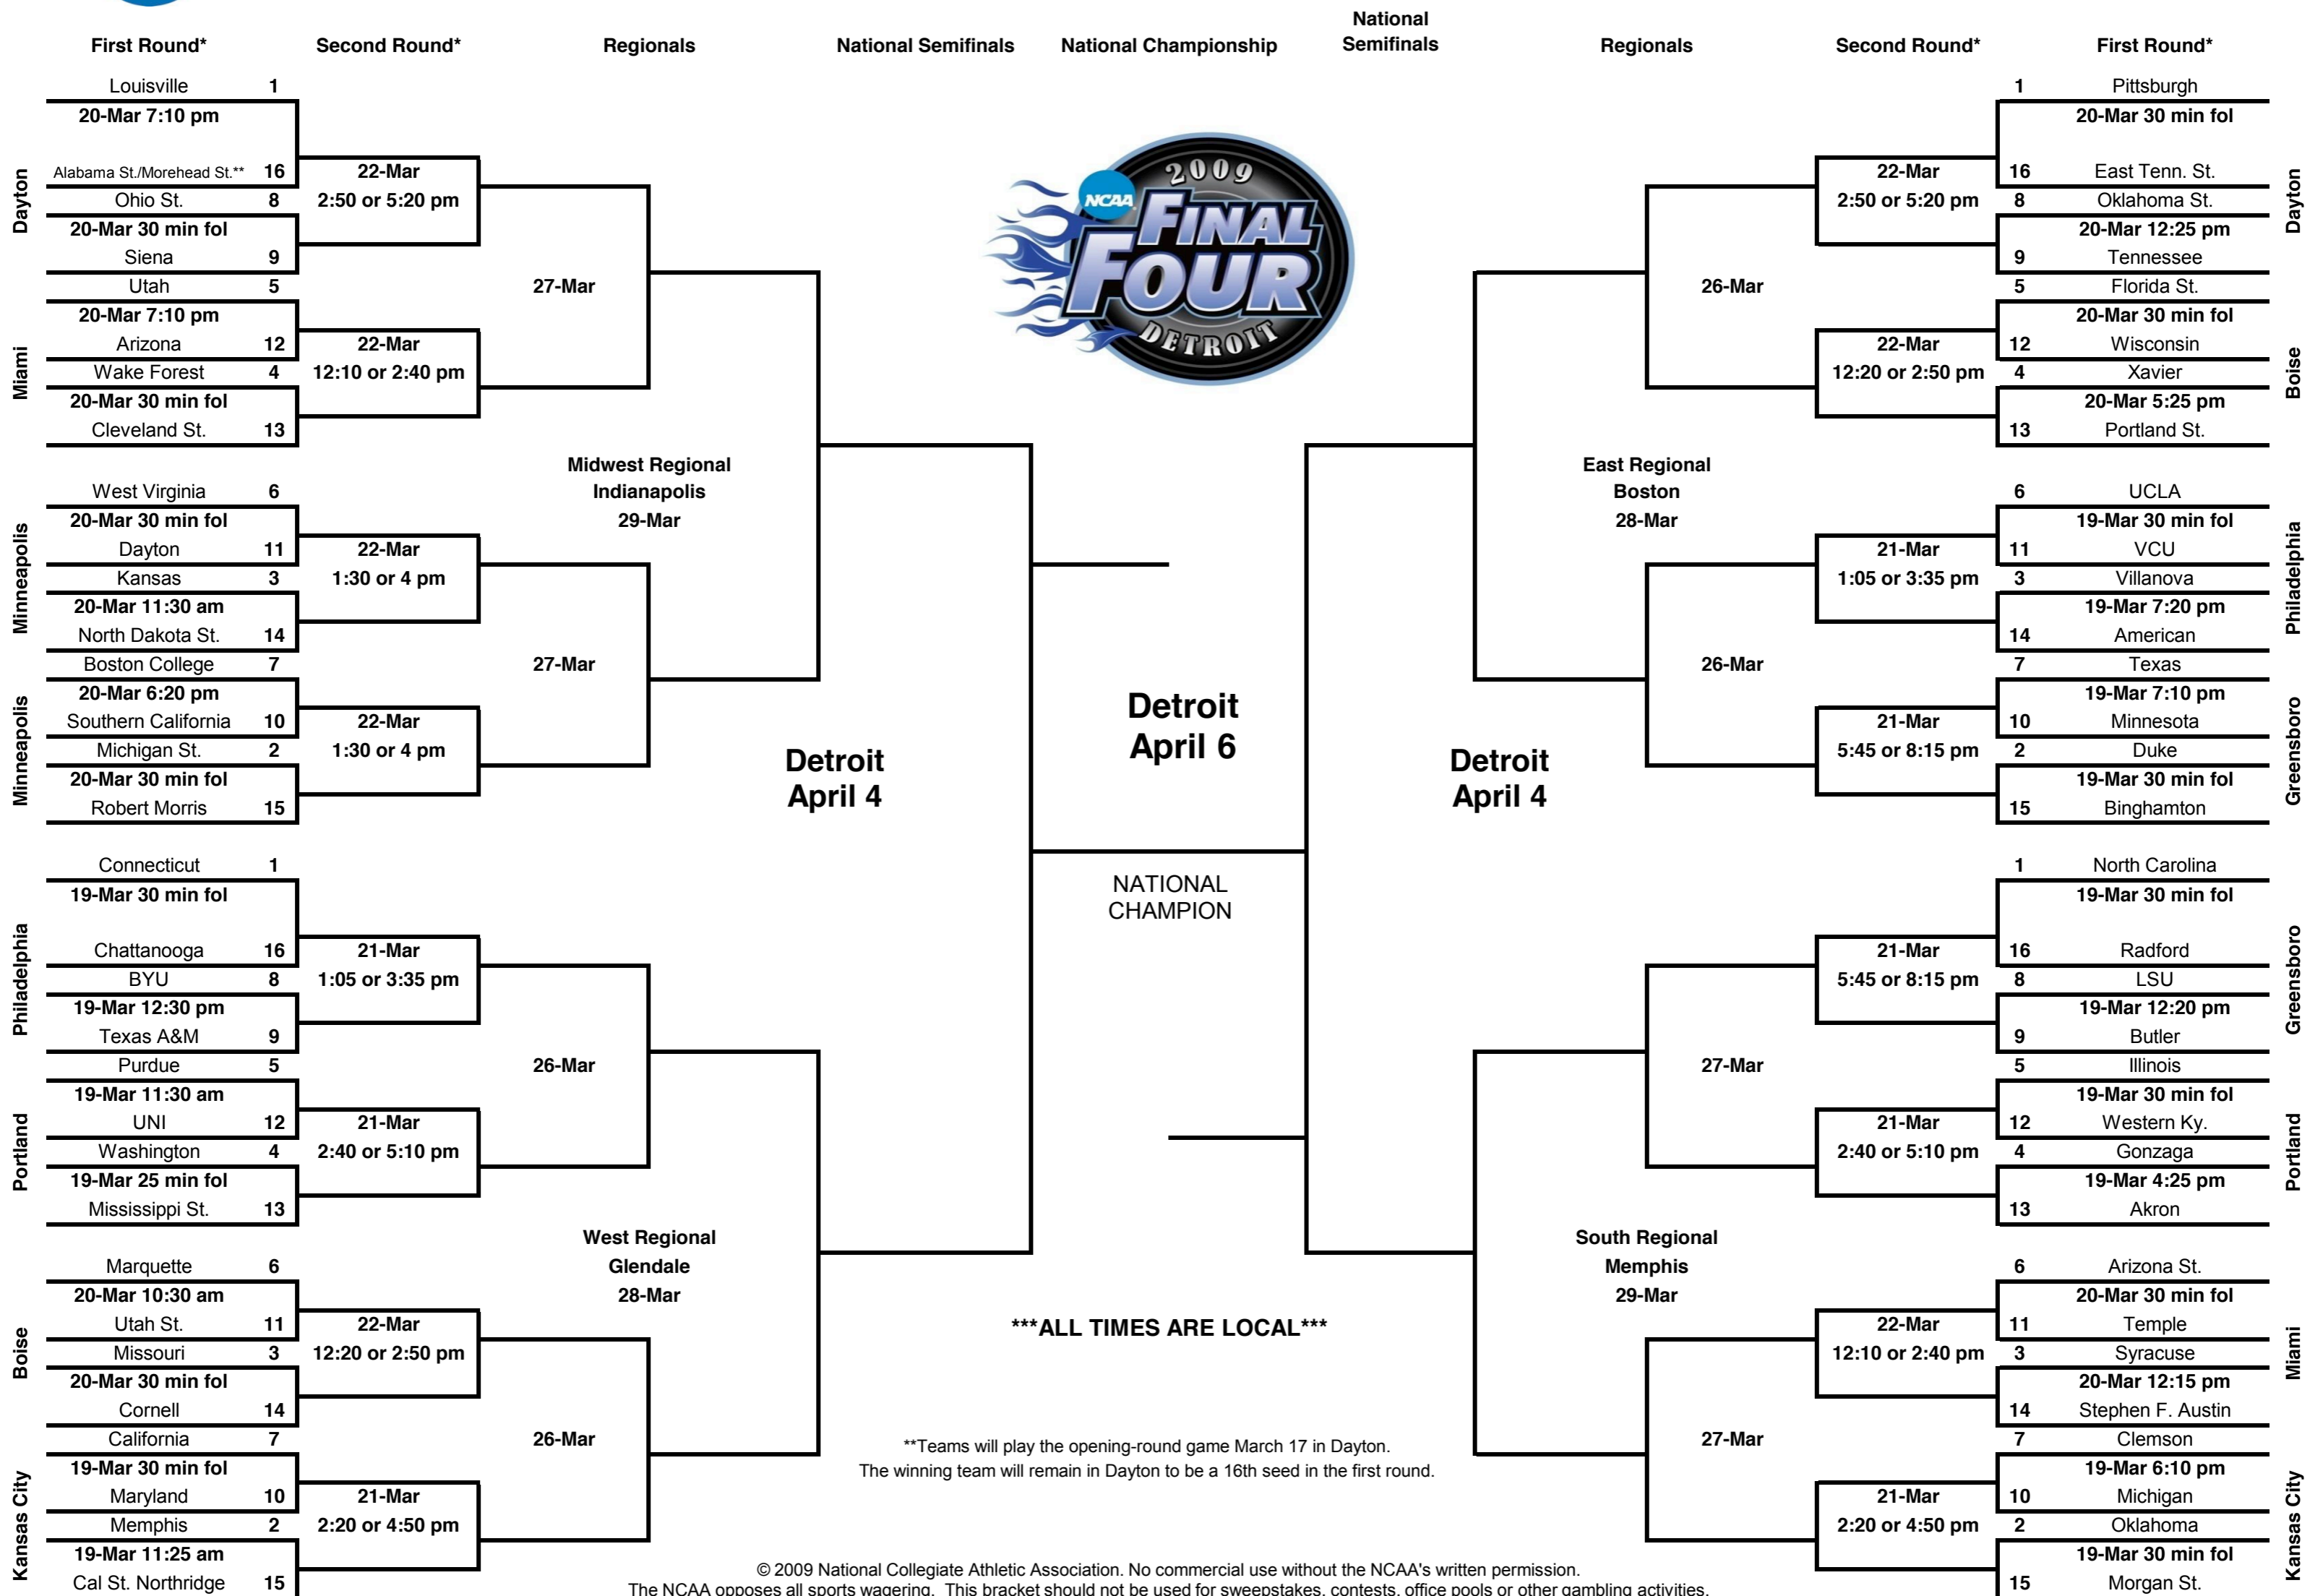 First Round*
Second Round*
Regionals
National Semifinals
National Championship
National
Semifinals
Regionals
Second Round*
First Round*
Dayton
Louisville 1
20-Mar 7:10 pm
Alabama St./Morehead St.** 16
Ohio St. 8
20-Mar 30 min fol
Siena 9
22-Mar
2:50 or 5:20 pm
Miami
Utah 5
20-Mar 7:10 pm
Arizona 12
Wake Forest 4
20-Mar 30 min fol
Cleveland St. 13
22-Mar
12:10 or 2:40 pm
27-Mar
Minneapolis
West Virginia 6
20-Mar 30 min fol
Dayton 11
Kansas 3
20-Mar 11:30 am
North Dakota St. 14
22-Mar
1:30 or 4 pm
Minneapolis
Boston College 7
20-Mar 6:20 pm
Southern California 10
Michigan St. 2
20-Mar 30 min fol
Robert Morris 15
22-Mar
1:30 or 4 pm
27-Mar
Midwest Regional
Indianapolis
29-Mar
Philadelphia
Connecticut 1
19-Mar 30 min fol
Chattanooga 16
BYU 8
19-Mar 12:30 pm
Texas A&M 9
21-Mar
1:05 or 3:35 pm
Portland
Purdue 5
19-Mar 11:30 am
UNI 12
Washington 4
19-Mar 25 min fol
Mississippi St. 13
21-Mar
2:40 or 5:10 pm
26-Mar
Boise
Marquette 6
20-Mar 10:30 am
Utah St. 11
Missouri 3
20-Mar 30 min fol
Cornell 14
22-Mar
12:20 or 2:50 pm
Kansas City
California 7
19-Mar 30 min fol
Maryland 10
Memphis 2
19-Mar 11:25 am
Cal St. Northridge 15
21-Mar
2:20 or 4:50 pm
26-Mar
West Regional
Glendale
28-Mar
Detroit
April 4
2009
NCAA
FINAL
FOUR
DETROIT
Detroit
April 6
NATIONAL
CHAMPION
***ALL TIMES ARE LOCAL***
**Teams will play the opening-round game March 17 in Dayton.
The winning team will remain in Dayton to be a 16th seed in the first round.
Detroit
April 4
Dayton
1 Pittsburgh
20-Mar 30 min fol
16 East Tenn. St.
8 Oklahoma St.
20-Mar 12:25 pm
9 Tennessee
22-Mar
2:50 or 5:20 pm
Boise
5 Florida St.
20-Mar 30 min fol
12 Wisconsin
4 Xavier
20-Mar 5:25 pm
13 Portland St.
22-Mar
12:20 or 2:50 pm
26-Mar
Philadelphia
6 UCLA
19-Mar 30 min fol
11 VCU
3 Villanova
19-Mar 7:20 pm
14 American
21-Mar
1:05 or 3:35 pm
Greensboro
7 Texas
19-Mar 7:10 pm
10 Minnesota
2 Duke
19-Mar 30 min fol
15 Binghamton
21-Mar
5:45 or 8:15 pm
26-Mar
East Regional
Boston
28-Mar
Greensboro
1 North Carolina
19-Mar 30 min fol
16 Radford
8 LSU
19-Mar 12:20 pm
9 Butler
21-Mar
5:45 or 8:15 pm
Portland
5 Illinois
19-Mar 30 min fol
12 Western Ky.
4 Gonzaga
19-Mar 4:25 pm
13 Akron
21-Mar
2:40 or 5:10 pm
27-Mar
Miami
6 Arizona St.
20-Mar 30 min fol
11 Temple
3 Syracuse
20-Mar 12:15 pm
14 Stephen F. Austin
22-Mar
12:10 or 2:40 pm
Kansas City
7 Clemson
19-Mar 6:10 pm
10 Michigan
2 Oklahoma
19-Mar 30 min fol
15 Morgan St.
21-Mar
2:20 or 4:50 pm
27-Mar
South Regional
Memphis
29-Mar
© 2009 National Collegiate Athletic Association. No commercial use without the NCAA's written permission.
The NCAA opposes all sports wagering. This bracket should not be used for sweepstakes, contests, office pools or other gambling activities.